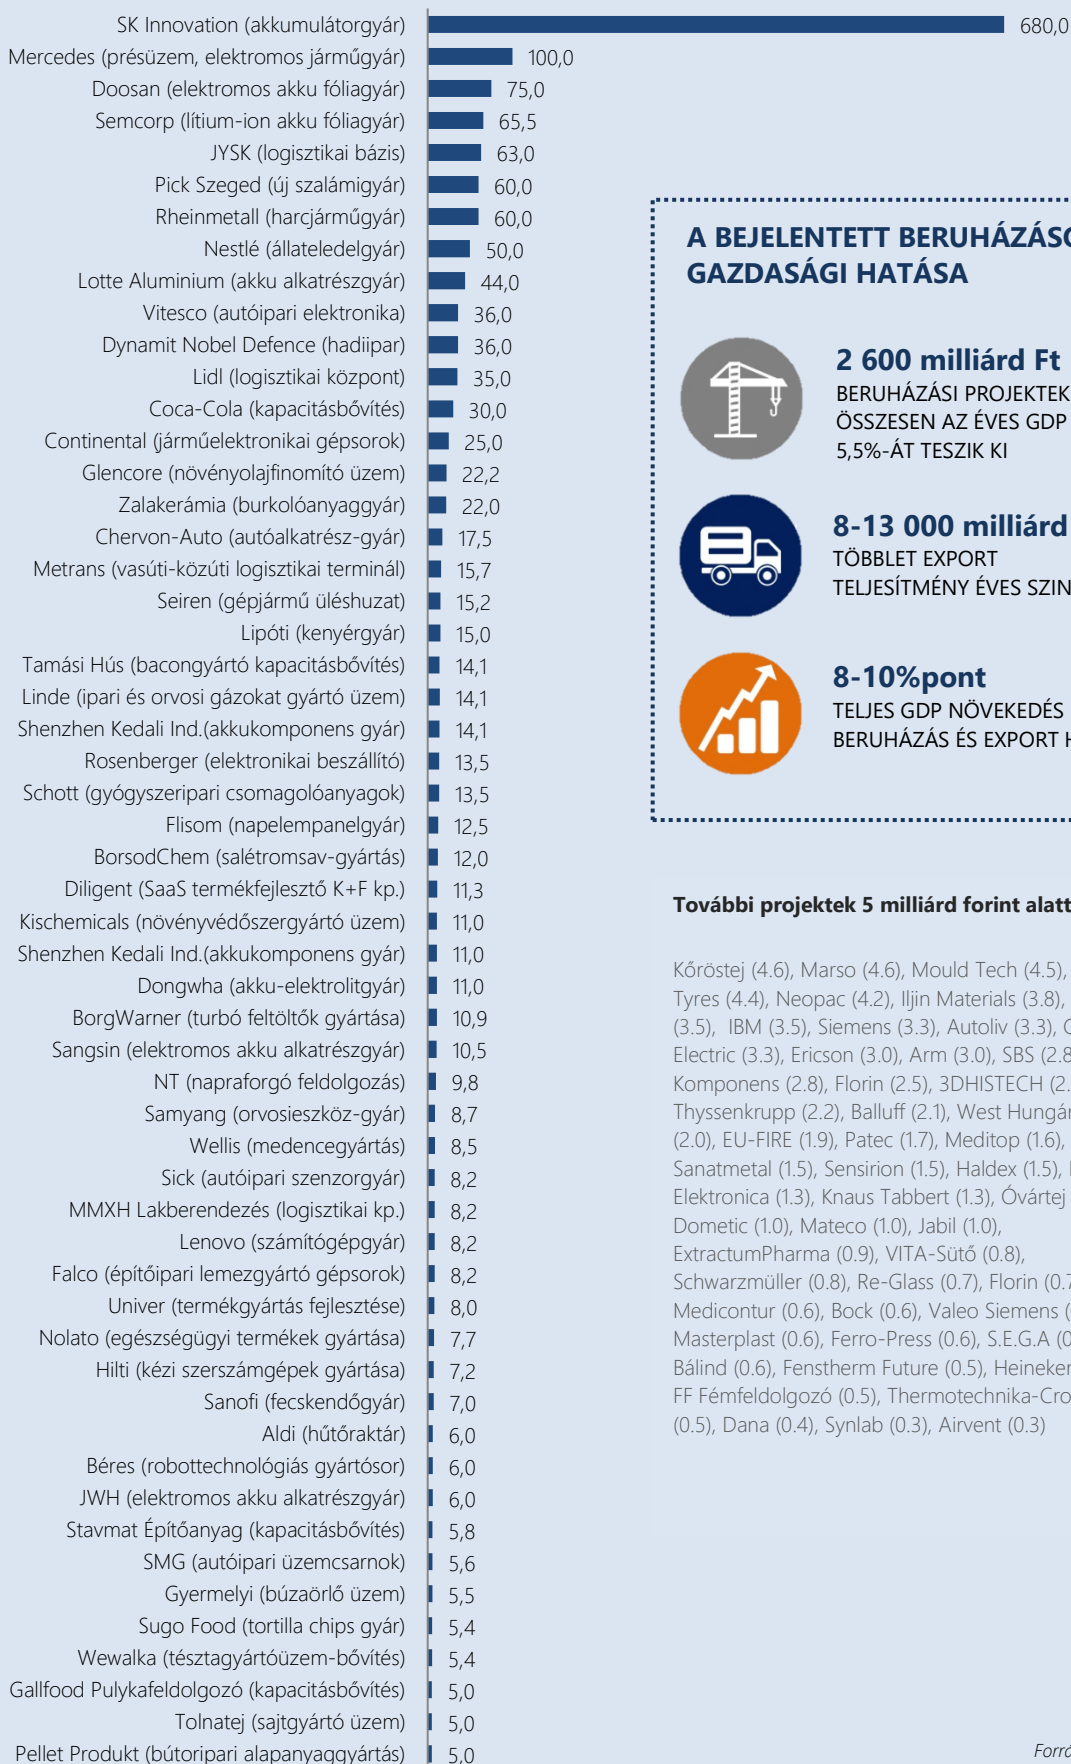 SK Innovation (akkumulátorgyár) 680,0
Mercedes (présüzem, elektromos járműgyár) 100,0
Doosan (elektromos akku fóliagyár) 75,0
Semcorp (lítium-ion akku fóliagyár) 65,5
JYSK (logisztikai bázis) 63,0
Pick Szeged (új szalámigyár) 60,0
Rheinmetall (harcjárműgyár) 60,0
Nestlé (állateledelgyár) 50,0
Lotte Aluminium (akku alkatrészgyár) 44,0
Vitesco (autóipari elektronika) 36,0
Dynamit Nobel Defence (hadiipar) 36,0
Lidl (logisztikai központ) 35,0
Coca-Cola (kapacitásbővítés) 30,0
Continental (járműelektronikai gépsorok) 25,0
Glencore (növényolajfinomító üzem) 22,2
Zalakerámia (burkolóanyaggyár) 22,0
Chervon-Auto (autóalkatrész-gyár) 17,5
Metrans (vasúti-közúti logisztikai terminál) 15,7
Seiren (gépjármű üléshuzat) 15,2
Lipóti (kenyérgyár) 15,0
Tamási Hús (bacongyártó kapacitásbővítés) 14,1
Linde (ipari és orvosi gázokat gyártó üzem) 14,1
Shenzhen Kedali Ind.(akkukomponens gyár) 14,1
Rosenberger (elektronikai beszállító) 13,5
Schott (gyógyszeripari csomagolóanyagok) 13,5
Flisom (napelempanelgyár) 12,5
BorsodChem (salétromsav-gyártás) 12,0
Diligent (SaaS termékfejlesztő K+F kp.) 11,3
Kischemicals (növényvédőszergyártó üzem) 11,0
Shenzhen Kedali Ind.(akkukomponens gyár) 11,0
Dongwha (akku-elektrolitgyár) 11,0
BorgWarner (turbó feltöltők gyártása) 10,9
Sangsin (elektromos akku alkatrészgyár) 10,5
NT (napraforgó feldolgozás) 9,8
Samyang (orvosieszköz-gyár) 8,7
Wellis (medencegyártás) 8,5
Sick (autóipari szenzorgyár) 8,2
MMXH Lakberendezés (logisztikai kp.) 8,2
Lenovo (számítógépgyár) 8,2
Falco (építőipari lemezgyártó gépsorok) 8,2
Univer (termékgyártás fejlesztése) 8,0
Nolato (egészségügyi termékek gyártása) 7,7
Hilti (kézi szerszámgépek gyártása) 7,2
Sanofi (fecskendőgyár) 7,0
Aldi (hűtőraktár) 6,0
Béres (robottechnológiás gyártósor) 6,0
JWH (elektromos akku alkatrészgyár) 6,0
Stavmat Építőanyag (kapacitásbővítés) 5,8
SMG (autóipari üzemcsarnok) 5,6
Gyermelyi (búzaörlő üzem) 5,5
Sugo Food (tortilla chips gyár) 5,4
Wewalka (tésztagyártóüzem-bővítés) 5,4
Gallfood Pulykafeldolgozó (kapacitásbővítés) 5,0
Tolnatej (sajtgyártó üzem) 5,0
Pellet Produkt (bútoripari alapanyaggyártás) 5,0
A BEJELENTETT
GAZDASÁGI HATÁSA
2 600 milliárd Ft
BERUHÁZÁSI PROJEKTEK
ÖSSZESEN AZ ÉVES GDP
5,5%-ÁT TESZIK KI
8-13 000 milliárd
TÖBBLET EXPORT
TELJESÍTMÉNY ÉVES
8-10%pont
TELJES GDP NÖVEKEDÉS
BERUHÁZÁS ÉS EXPORT
További projektek 5 milliárd forint alatt
Kőröstej (4.6), Marso (4.6), Mould Tech (4.5),
Tyres (4.4), Neopac (4.2), Iljin Materials (3.8),
(3.5), IBM (3.5), Siemens (3.3), Autoliv (3.3),
Electric (3.3), Ericson (3.0), Arm (3.0), SBS (2.8
Komponens (2.8), Florin (2.5), 3DHISTECH (2.
Thyssenkrupp (2.2), Balluff (2.1), West
(2.0), EU-FIRE (1.9), Patec (1.7), Meditop (1.6),
Sanatmetal (1.5), Sensirion (1.5), Haldex (1.5),
Elektronica (1.3), Knaus Tabbert (1.3), Óvártej
Dometic (1.0), Mateco (1.0), Jabil (1.0),
ExtractumPharma (0.9), VITA-Sütő (0.8),
Schwarzmüller (0.8), Re-Glass (0.7), Florin (0.7
Medicontur (0.6), Bock (0.6), Valeo Siemens (
Masterplast (0.6), Ferro-Press (0.6), S.E.G.A (0
Bálind (0.6), Fenstherm Future (0.5),
FF Fémfeldolgozó (0.5),
(0.5), Dana (0.4), Synlab (0.3), Airvent (0.3)